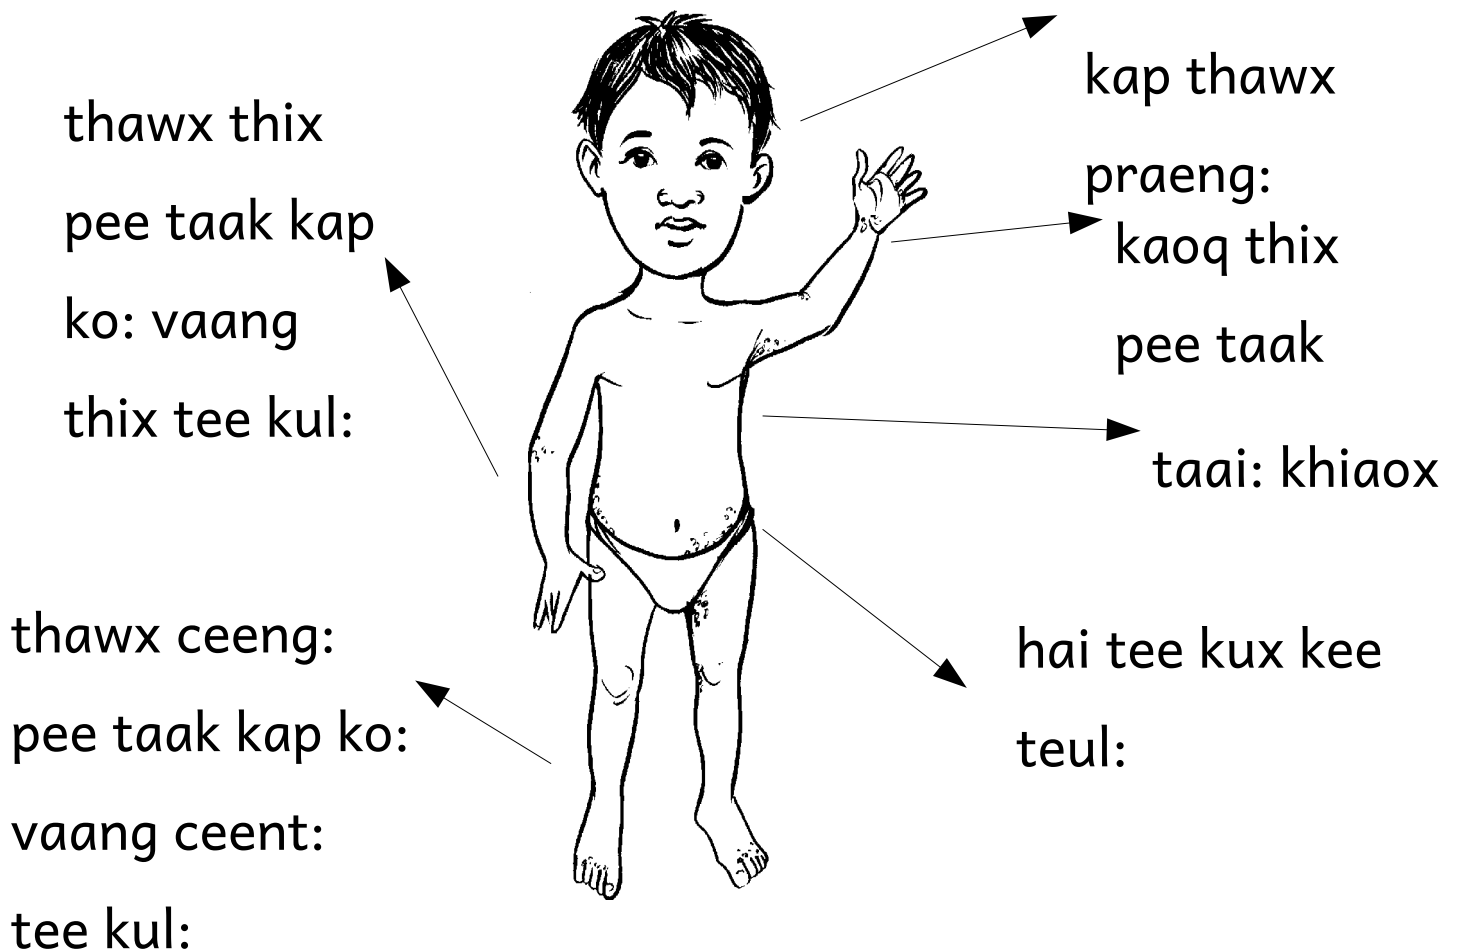 thawx thix
pee taak kap
ko: vaang
thix tee kul:
thawx ceeng:
pee taak kap ko:
vaang ceent:
tee kul:
kap thawx
praeng:
kaoq thix
pee taak
taai: khiaox
hai tee kux kee
teul: